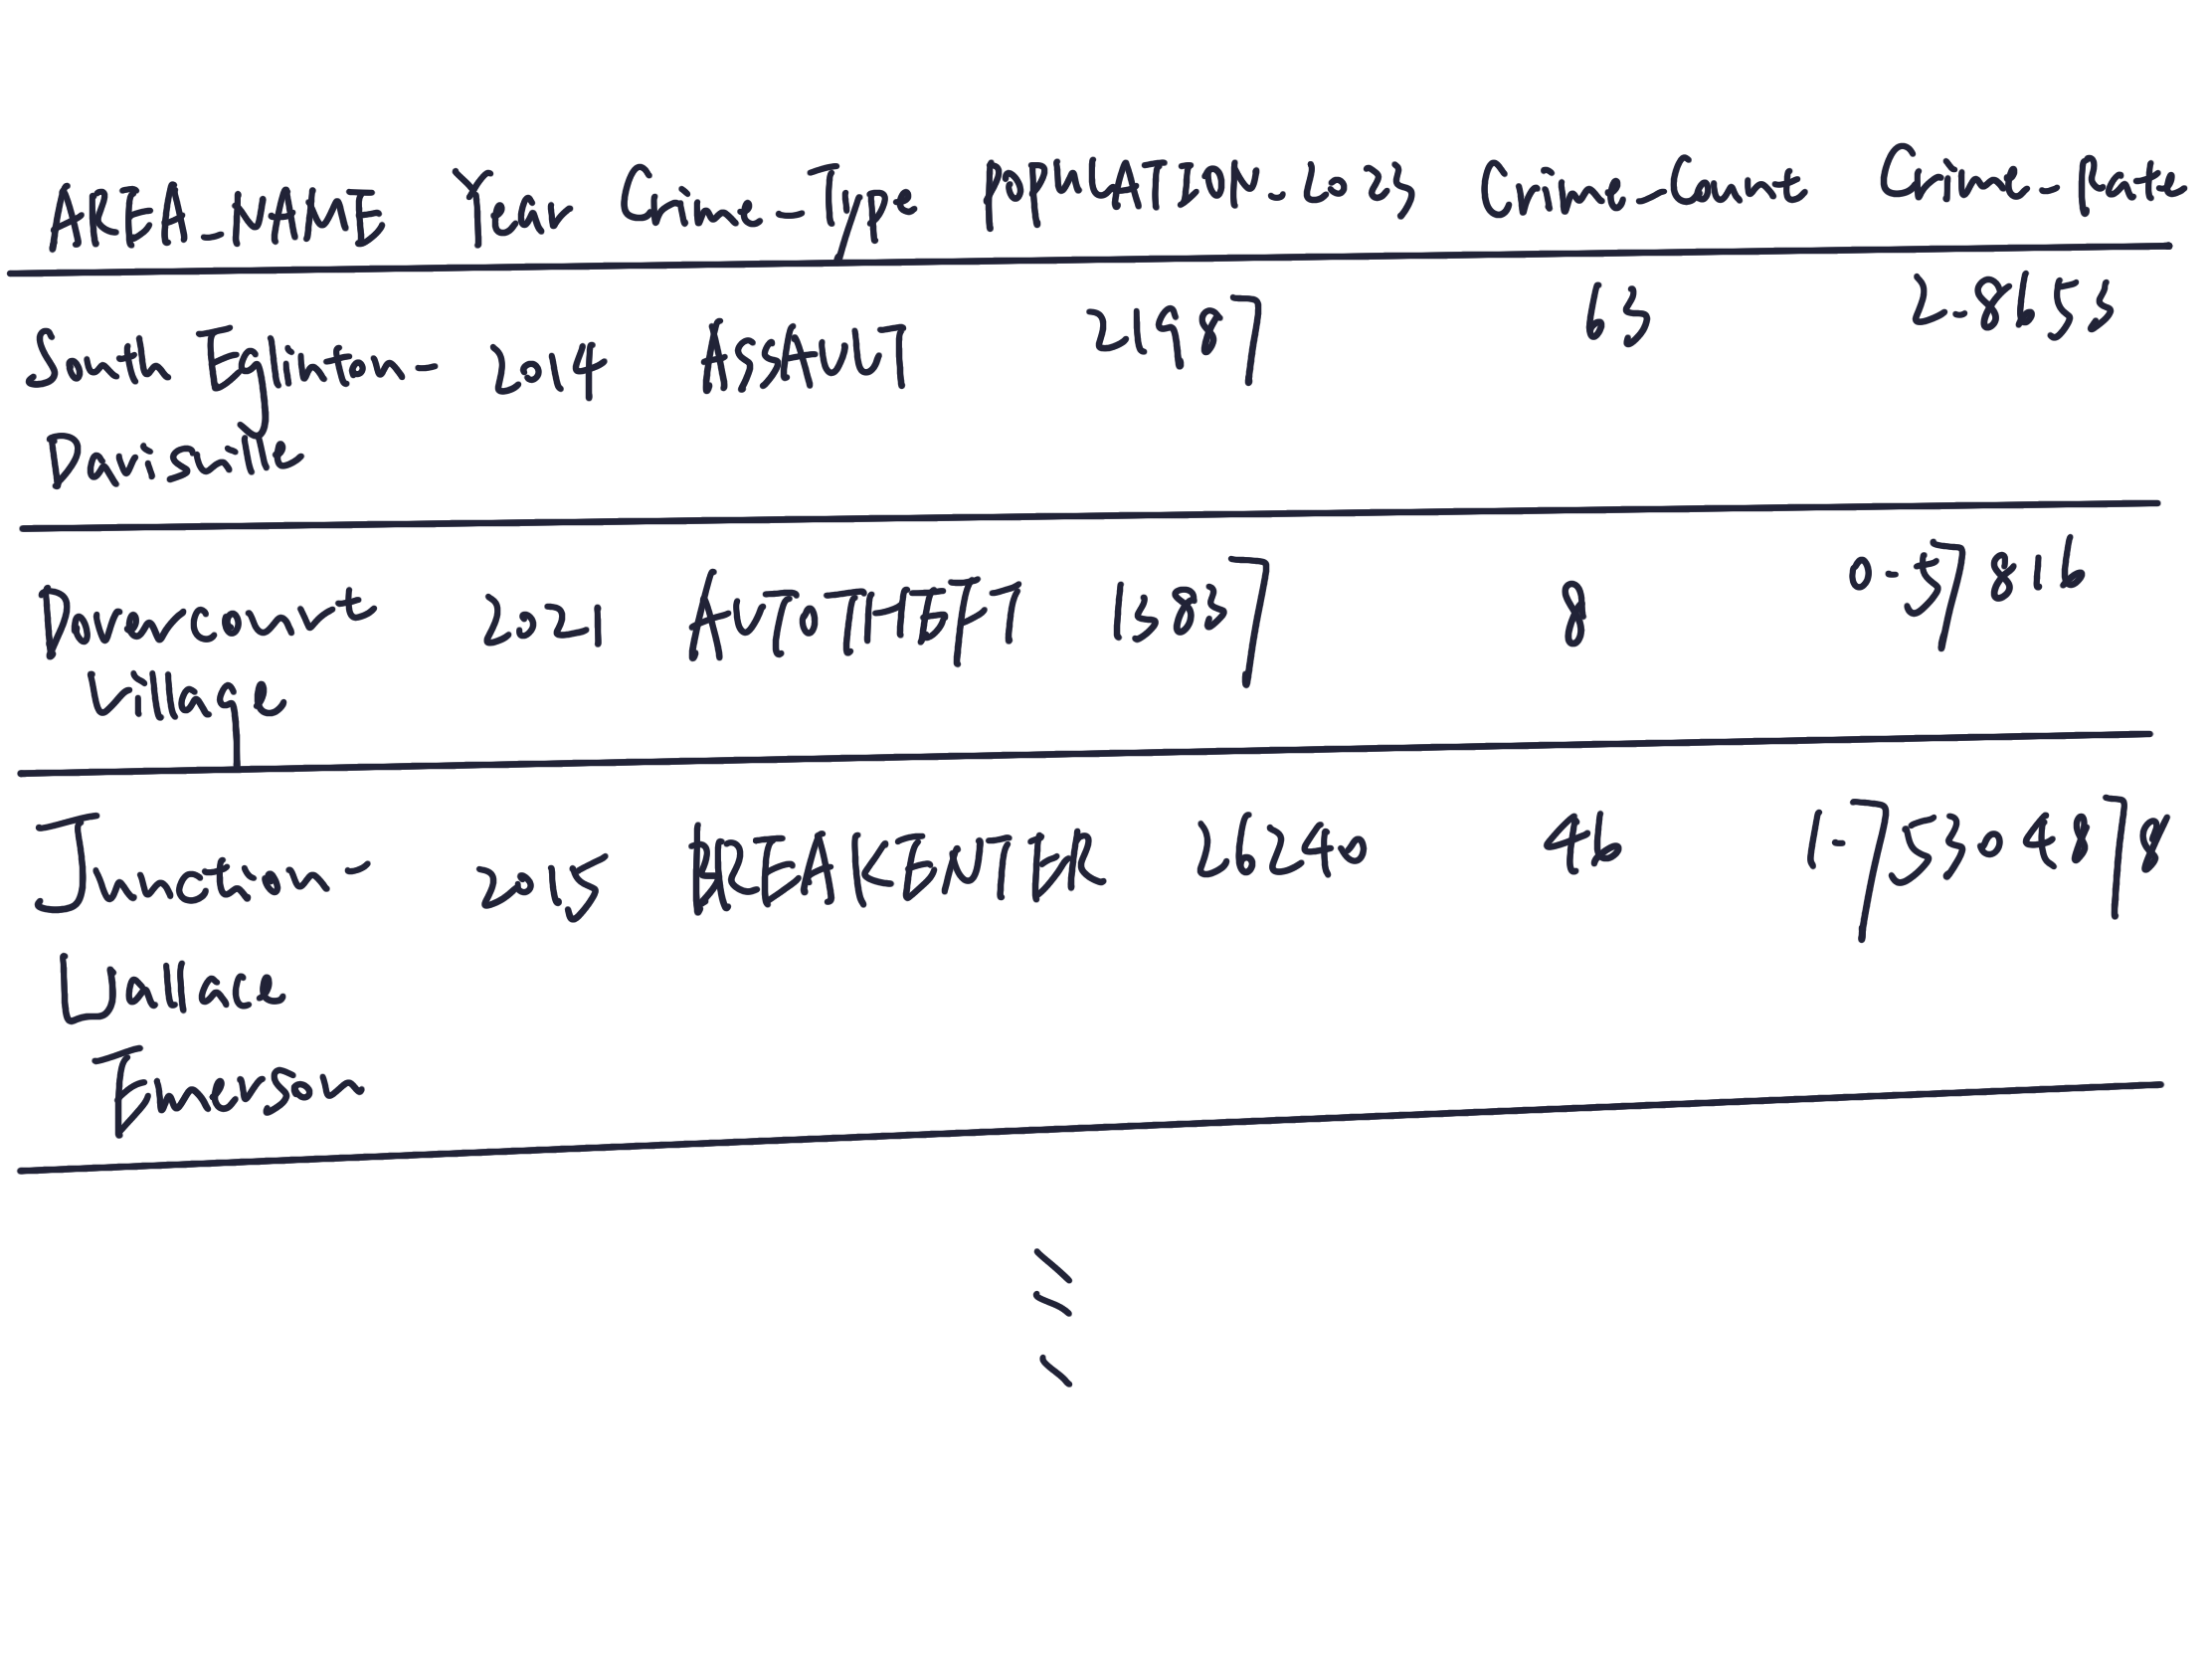 AREA_NAME Year Crime_Type POPULATION_2023 Crime_Count Crime_Rate
South Eglinton- 2014 ASSAULT 21987 63 2.8653
Davisville
Dovercourt 2021 AUTOTHEFT 13837 8 0.57816
Village
Junction- 2015 BREAKENTER 26240 46 1.75304878
Wallace
Emerson